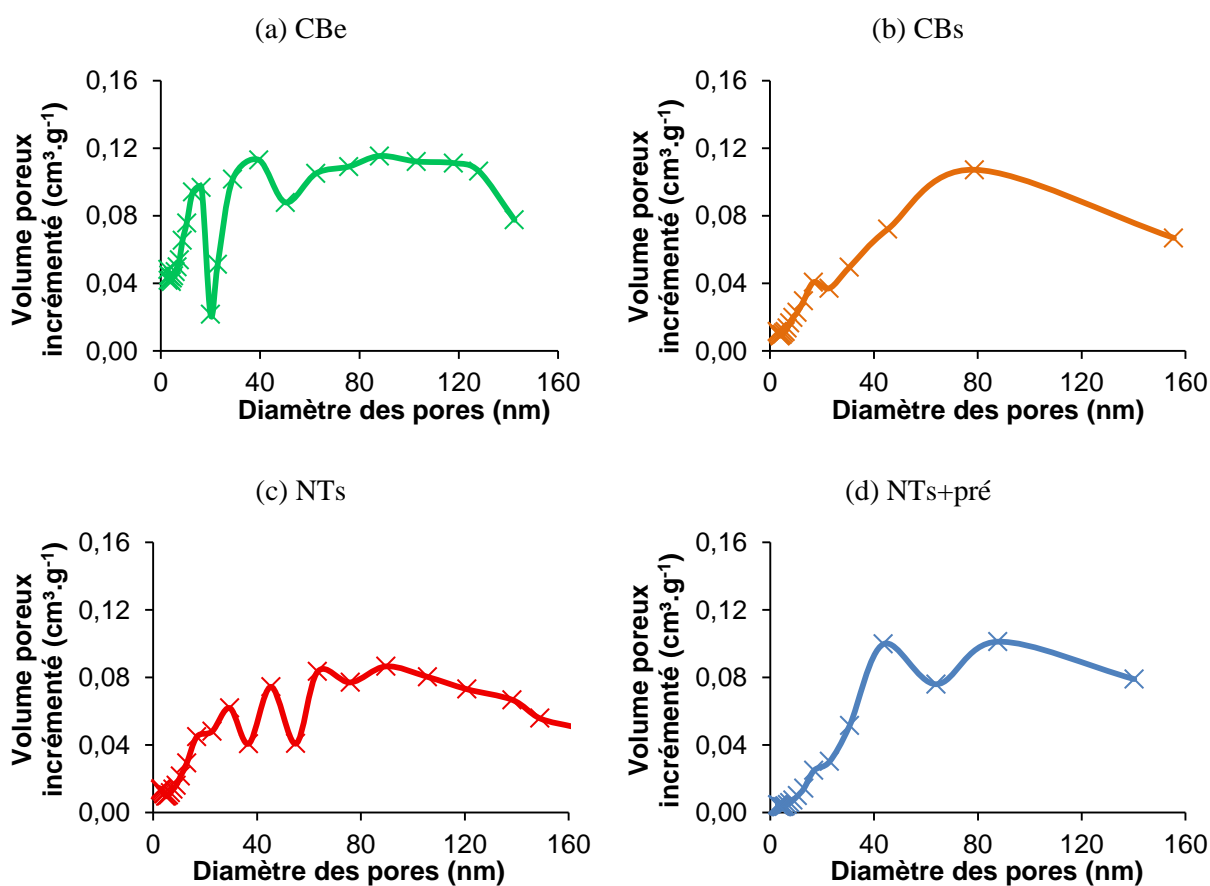 (a) CBe
Volume poreux
incrémenté (cm³.g⁻¹)
0,16
0,12
0,08
0,04
0,00
0 40 80 120 160
Diamètre des pores (nm)
(b) CBs
Volume poreux
incrémenté (cm³.g⁻¹)
0,16
0,12
0,08
0,04
0,00
0 40 80 120 160
Diamètre des pores (nm)
(c) NTs
Volume poreux
incrémenté (cm³.g⁻¹)
0,16
0,12
0,08
0,04
0,00
0 40 80 120 160
Diamètre des pores (nm)
(d) NTs+pré
Volume poreux
incrémenté (cm³.g⁻¹)
0,16
0,12
0,08
0,04
0,00
0 40 80 120 160
Diamètre des pores (nm)